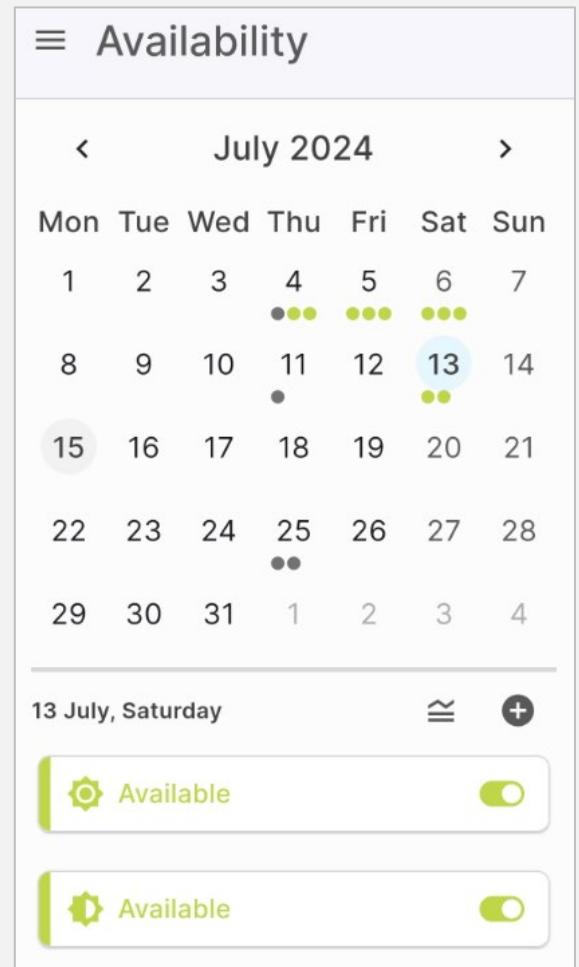 Availability
July 2024
Mon Tue Wed Thu Fri Sat Sun
1 2 3 4 5 6 7
8 9 10 11 12 13 14
15 16 17 18 19 20 21
22 23 24 25 26 27 28
29 30 31 1 2 3 4
13 July, Saturday
Available
Available